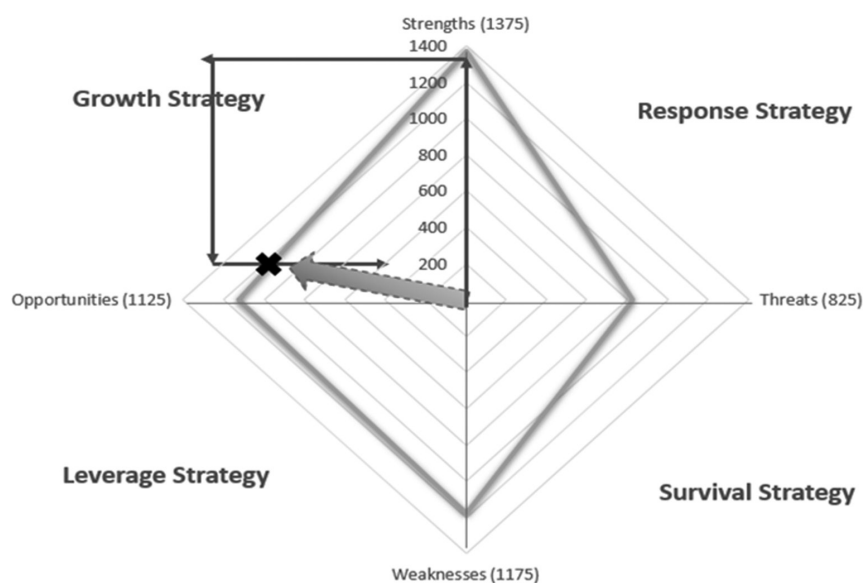 Strengths (1375)
1400
Growth Strategy
1200
Response Strategy
1000
800
600
400
200
Opportunities (1125)
Threats (825)
Leverage Strategy
Survival Strategy
Weaknesses (1175)